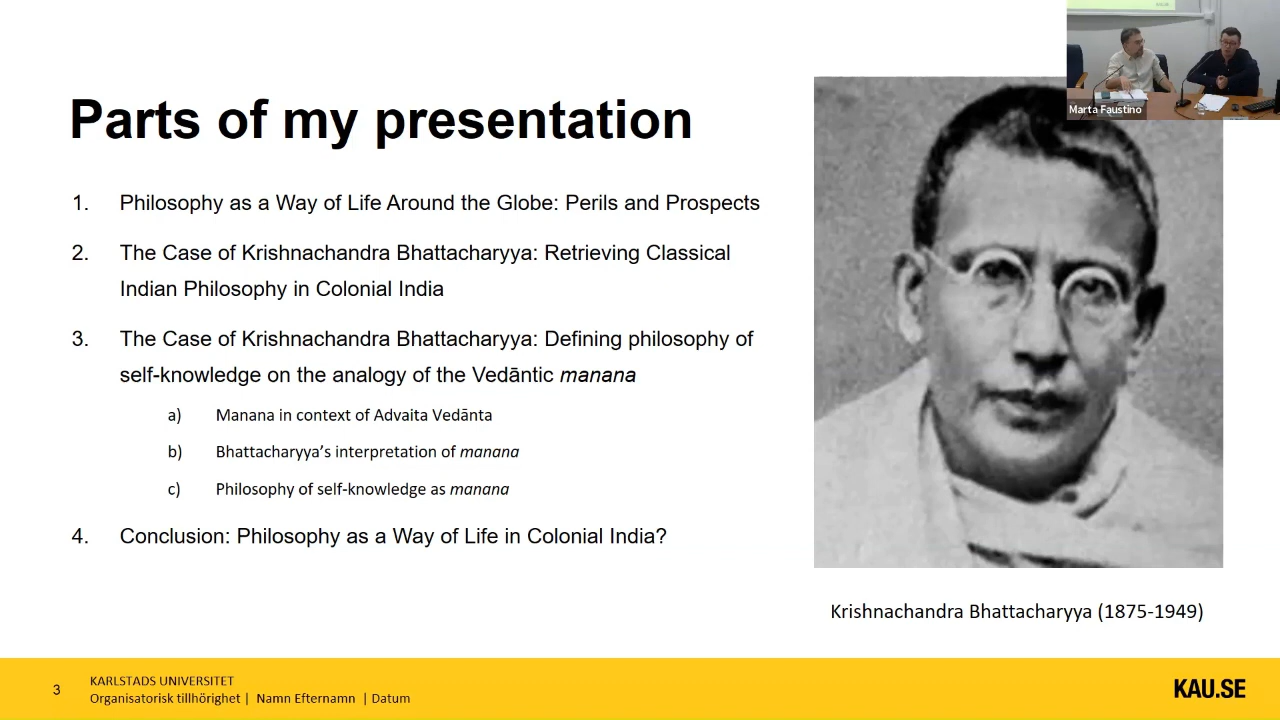 Parts of my presentation
Marta Faustino
1. Philosophy as a Way of Life Around the Globe: Perils and Prospects
2. The Case of Krishnachandra Bhattacharyya: Retrieving Classical
Indian Philosophy in Colonial India
3. The Case of Krishnachandra Bhattacharyya: Defining philosophy of
self-knowledge on the analogy of the Vedāntic manana
a) Manana in context of Advaita Vedānta
b) Bhattacharyya’s interpretation of manana
c) Philosophy of self-knowledge as manana
4. Conclusion: Philosophy as a Way of Life in Colonial India?
Krishnachandra Bhattacharyya (1875-1949)
3
KARLSTADS UNIVERSITET
Organisatorisk tillhörighet | Namn Efternamn | Datum
KAU.SE